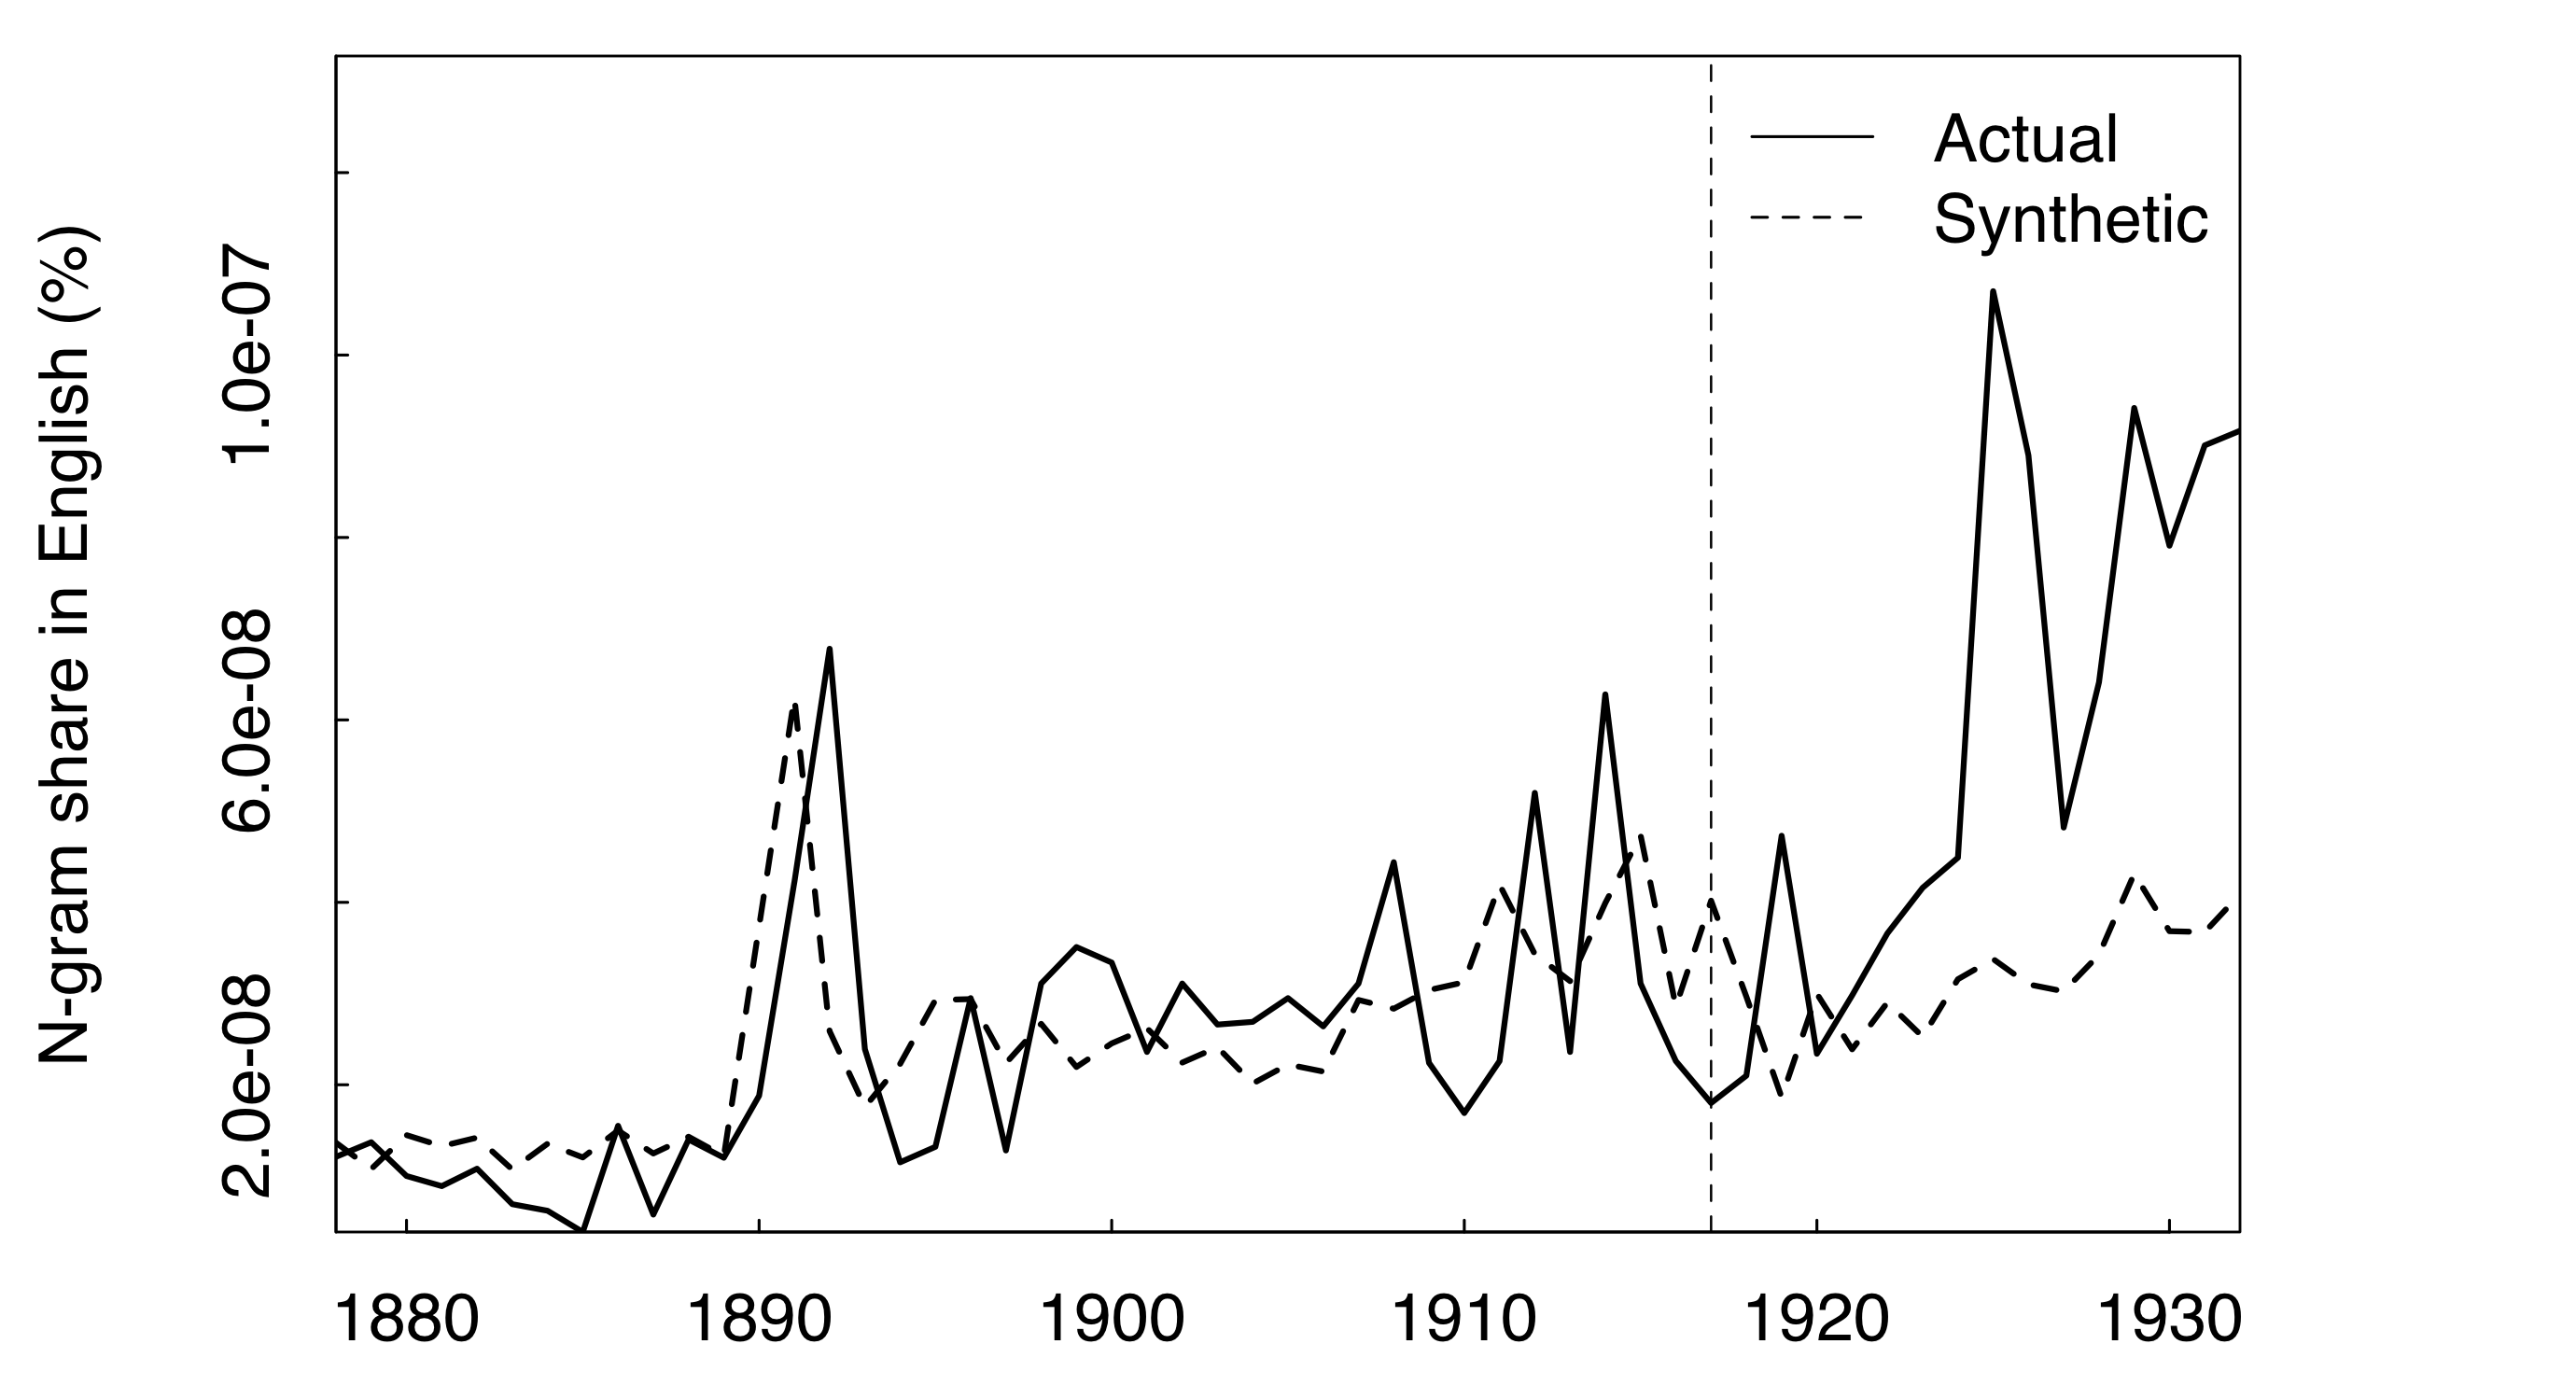 N-gram share in English (%)
1.0e-07
6.0e-08
2.0e-08
Actual
Synthetic
1880 1890 1900 1910 1920 1930